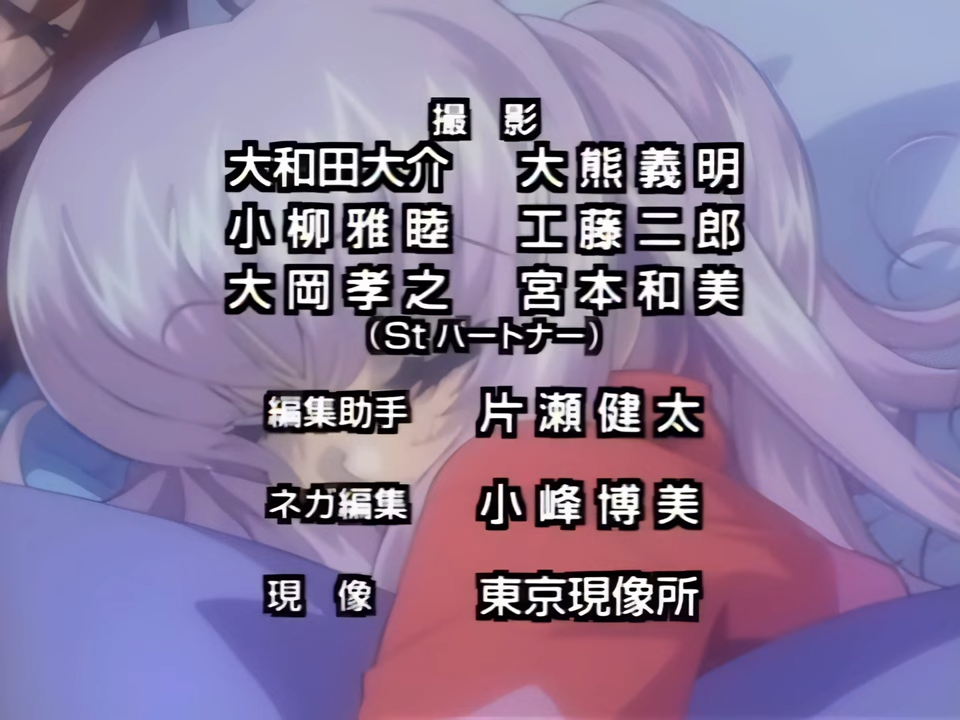 撮 影
大和田大介 大熊義明
小柳雅睦 工藤二郎
大岡孝之 宮本和美
(Stパートナー)
編集助手 片瀬健太
ネガ編集 小峰博美
現 像 東京現像所